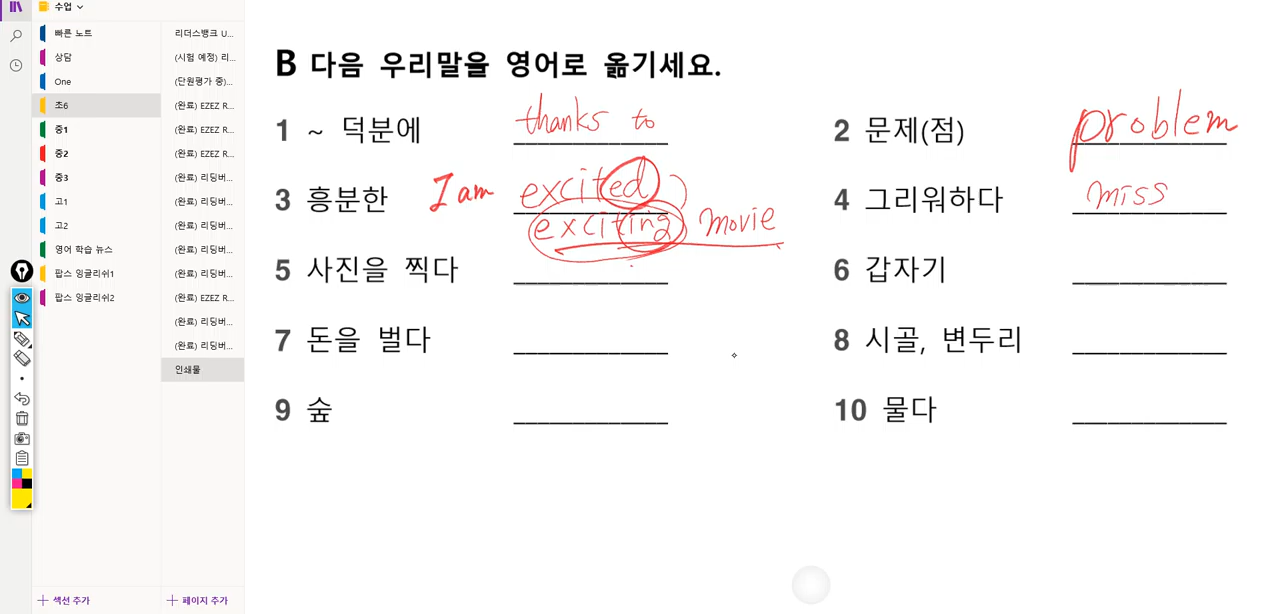 수업
빠른 노트
상담
One
초6
중1
중2
중3
고1
고2
영어 학습 뉴스
팝스 잉글리쉬1
팝스 잉글리쉬2
섹션 추가
리더스뱅크 U...
(시험 예정) 리...
(단원평가 중)...
(완료) EZEZ R...
(완료) EZEZ R...
(완료) EZEZ R...
(완료) 리딩버...
(완료) 리딩버...
(완료) 리딩버...
(완료) 리딩버...
(완료) 리딩버...
(완료) EZEZ R...
(완료) 리딩버...
(완료) 리딩버...
인쇄물
페이지 추가
B 다음 우리말을 영어로 옮기세요.
1 ~ 덕분에 thanks to
2 문제(점) problem
3 흥분한 I am excited
exciting movie
4 그리워하다 miss
5 사진을 찍다
6 갑자기
7 돈을 벌다
8 시골, 변두리
9 숲
10 물다